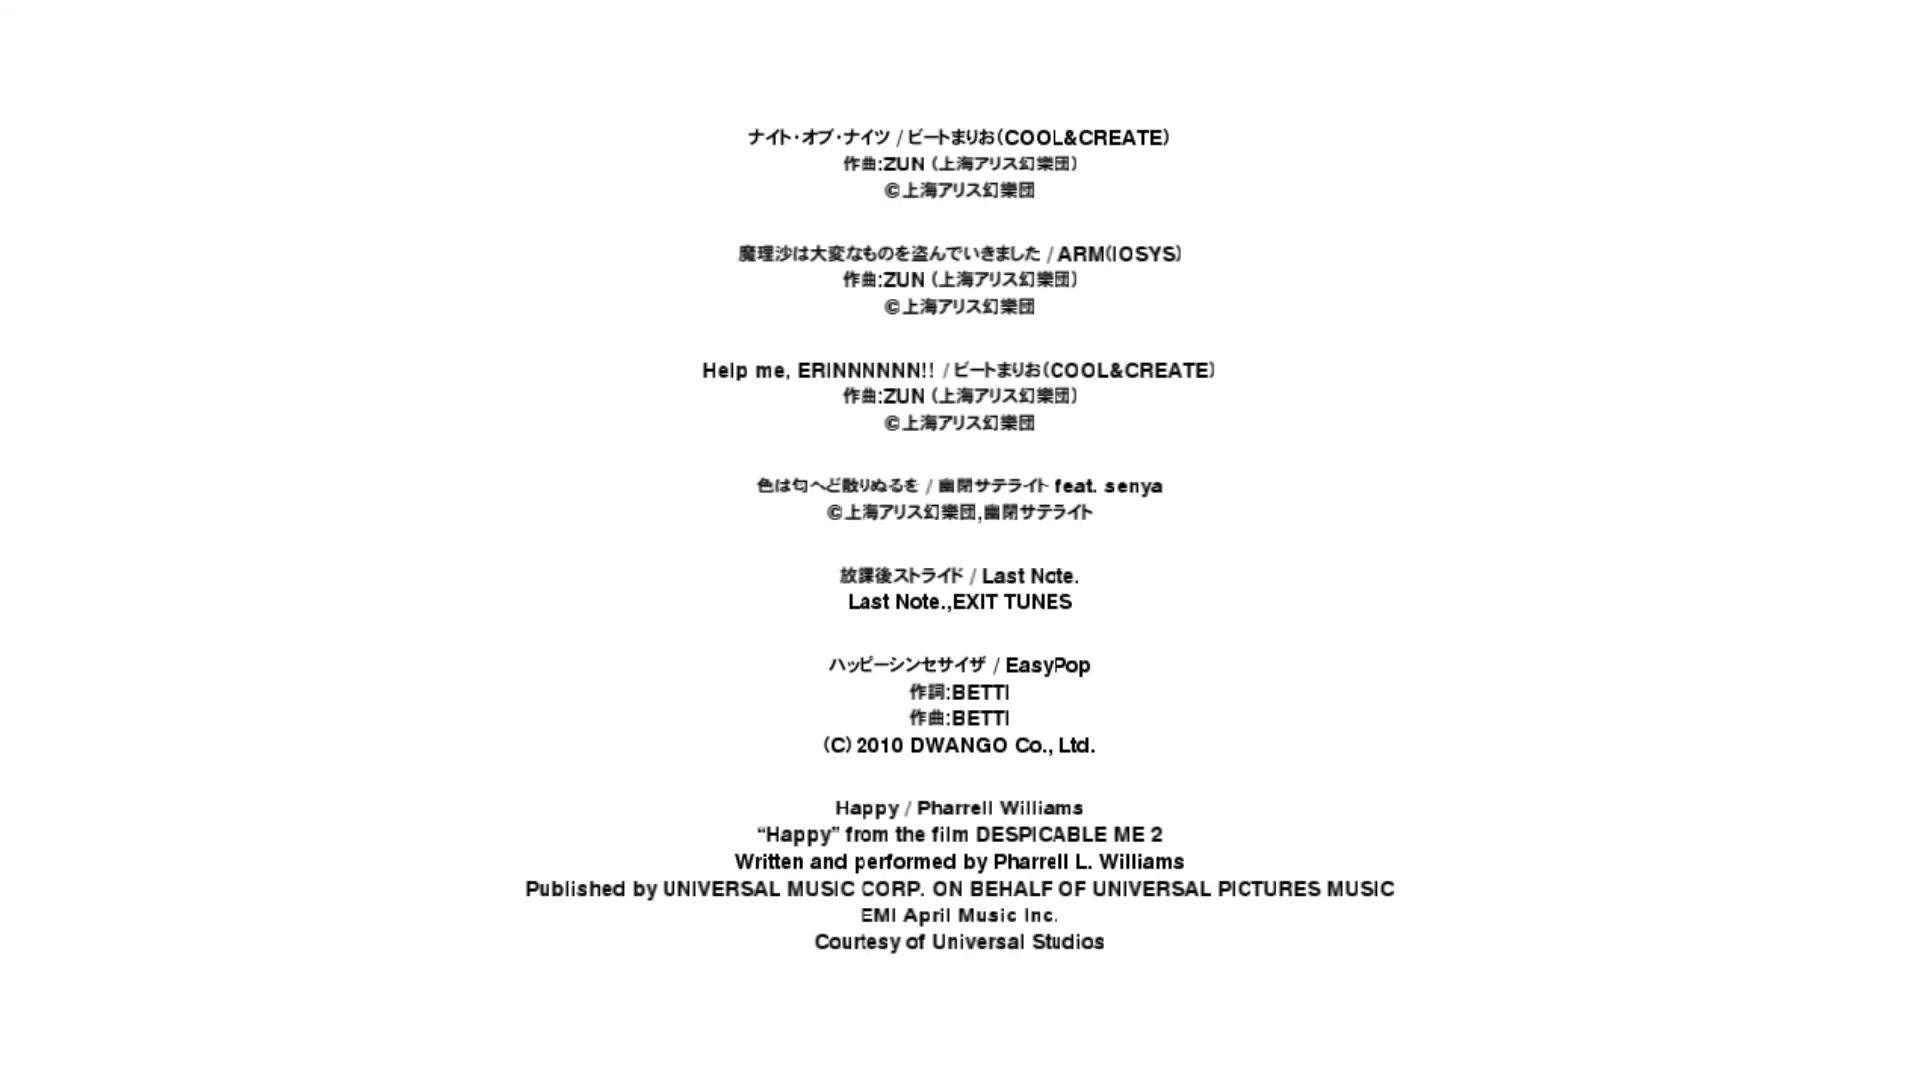 ナイト・オブ・ナイツ / ビートまりお(COOL&CREATE)
作曲:ZUN (上海アリス幻樂団)
©上海アリス幻樂団
魔理沙は大変なものを盗んでいきました / ARM(IOSYS)
作曲:ZUN (上海アリス幻樂団)
©上海アリス幻樂団
Help me, ERINNNNNN!! / ビートまりお(COOL&CREATE)
作曲:ZUN (上海アリス幻樂団)
©上海アリス幻樂団
色は匂へど散りぬるを / 幽閉サテライト feat. senya
©上海アリス幻樂団,幽閉サテライト
放課後ストライド / Last Note.
Last Note.,EXIT TUNES
ハッピーシンセサイザ / EasyPop
作詞:BETTI
作曲:BETTI
(C) 2010 DWANGO Co., Ltd.
Happy / Pharrell Williams
“Happy” from the film DESPICABLE ME 2
Written and performed by Pharrell L. Williams
Published by UNIVERSAL MUSIC CORP. ON BEHALF OF UNIVERSAL PICTURES MUSIC
EMI April Music Inc.
Courtesy of Universal Studios